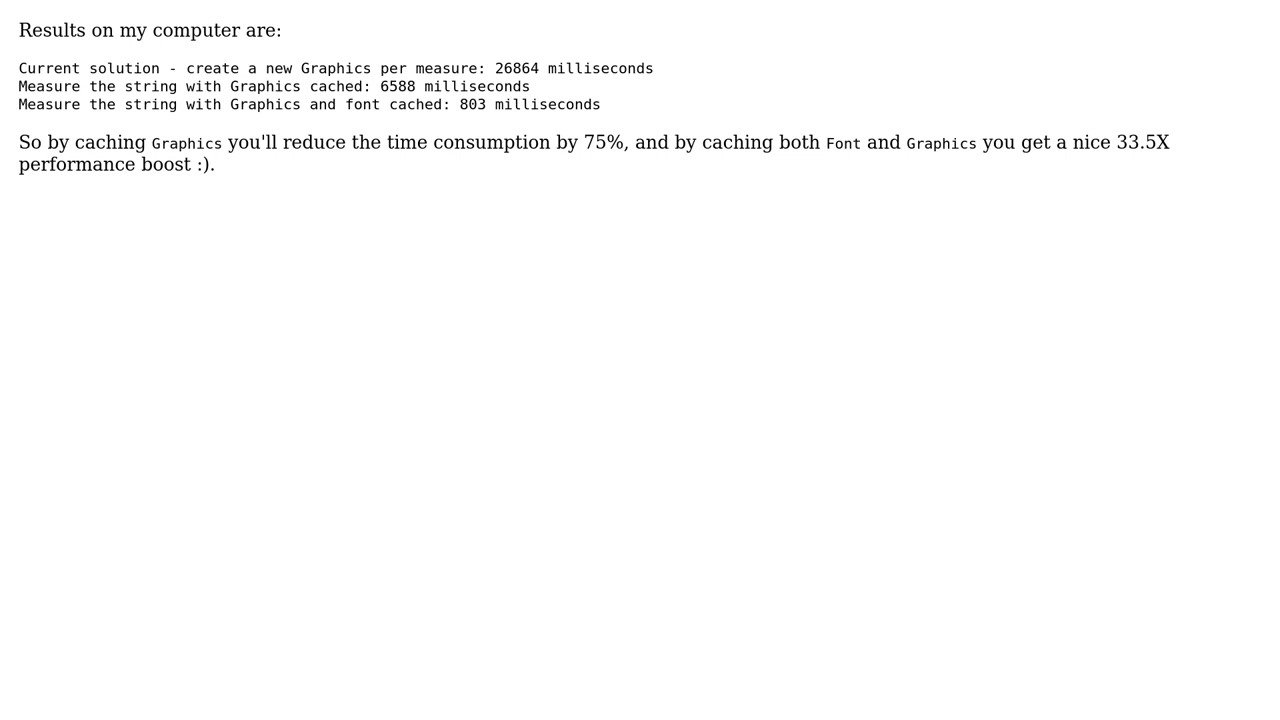 Results on my computer are:
Current solution - create a new Graphics per measure: 26864 milliseconds
Measure the string with Graphics cached: 6588 milliseconds
Measure the string with Graphics and font cached: 803 milliseconds
So by caching Graphics you'll reduce the time consumption by 75%, and by caching both Font and Graphics you get a nice 33.5X
performance boost :).